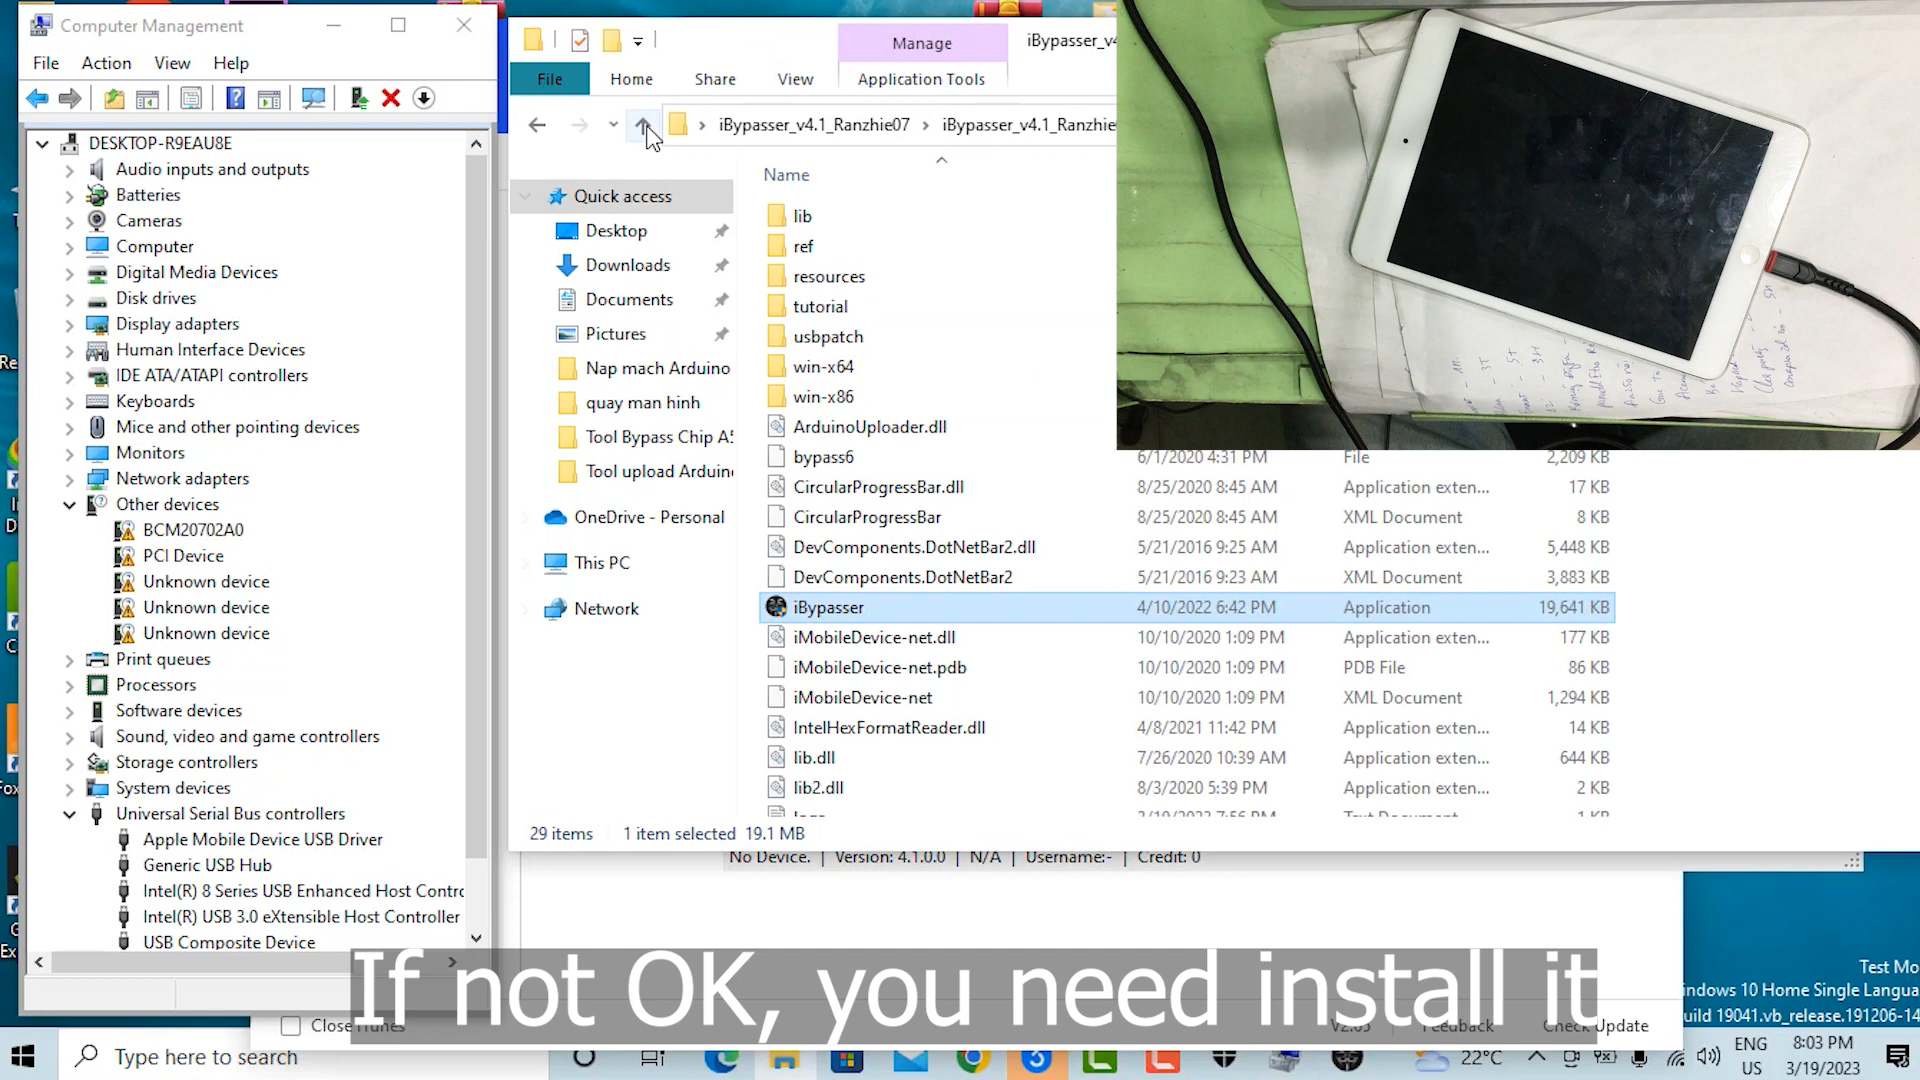 Computer Management
File Action View Help
DESKTOP-R9EAU8E
Audio inputs and outputs
Batteries
Cameras
Computer
Digital Media Devices
Disk drives
Display adapters
Human Interface Devices
IDE ATA/ATAPI controllers
Keyboards
Mice and other pointing devices
Monitors
Network adapters
Other devices
BCM20702A0
PCI Device
Unknown device
Unknown device
Unknown device
Print queues
Processors
Software devices
Sound, video and game controllers
Storage controllers
System devices
Universal Serial Bus controllers
Apple Mobile Device USB Driver
Generic USB Hub
Intel(R) 8 Series USB Enhanced Host Contro
Intel(R) USB 3.0 eXtensible Host Controller
USB Composite Device
Manage iBypasser_v4
File Home Share View Application Tools
iBypasser_v4.1_Ranzhie07 iBypasser_v4.1_Ranzhie
Quick access
Desktop
Downloads
Documents
Pictures
Nap mach Arduino
quay man hinh
Tool Bypass Chip A5
Tool upload Arduin
OneDrive - Personal
This PC
Network
Name
lib
ref
resources
tutorial
usbpatch
win-x64
win-x86
ArduinoUploader.dll
bypass6 6/1/2020 4:31 PM File 2,209 KB
CircularProgressBar.dll 8/25/2020 8:45 AM Application exten... 17 KB
CircularProgressBar 8/25/2020 8:45 AM XML Document 8 KB
DevComponents.DotNetBar2.dll 5/21/2016 9:25 AM Application exten... 5,448 KB
DevComponents.DotNetBar2 5/21/2016 9:23 AM XML Document 3,883 KB
iBypasser 4/10/2022 6:42 PM Application 19,641 KB
iMobileDevice-net.dll 10/10/2020 1:09 PM Application exten... 177 KB
iMobileDevice-net.pdb 10/10/2020 1:09 PM PDB File 86 KB
iMobileDevice-net 10/10/2020 1:09 PM XML Document 1,294 KB
IntelHexFormatReader.dll 4/8/2021 11:42 PM Application exten... 14 KB
lib.dll 7/26/2020 10:39 AM Application exten... 644 KB
lib2.dll 8/3/2020 5:39 PM Application exten... 2 KB
29 items 1 item selected 19.1 MB
No Device. | Version: 4.1.0.0 | N/A | Username:- | Credit: 0
If not OK, you need install it
Close iTunes Feedback Check Update
Test Mo
indows 10 Home Single Langua
uild 19041.vb_release.191206-14
Type here to search
22°C
ENG
US
8:03 PM
3/19/2023